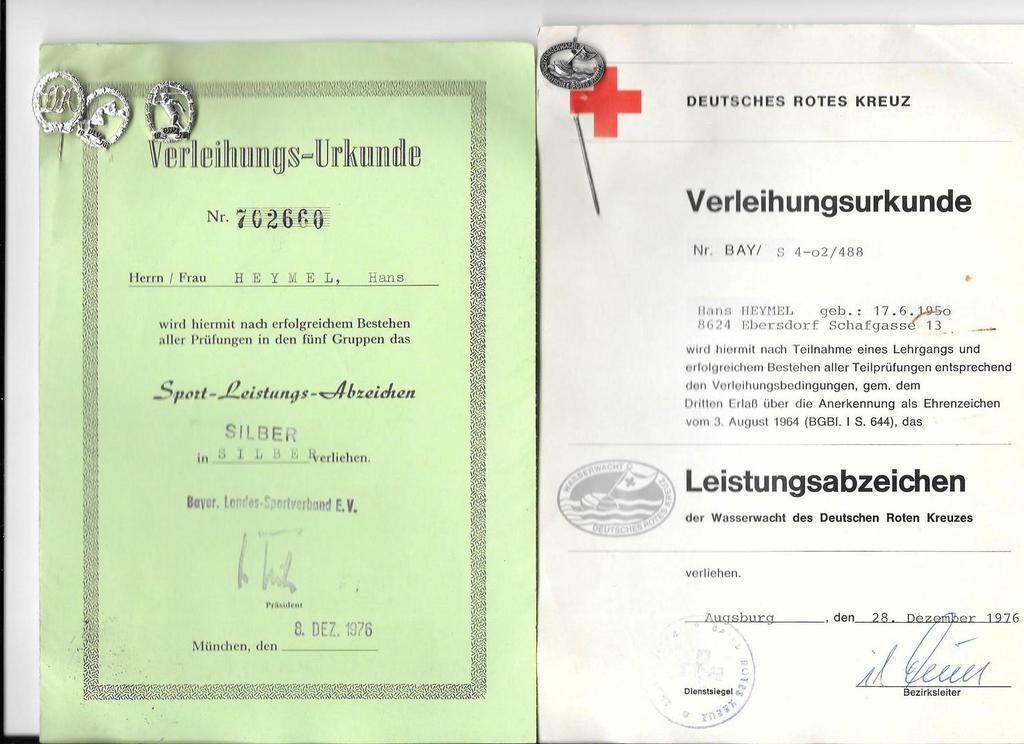 Verleihungs-Urkunde
Nr. 702660
Herrn / Frau HEYMEL, Hans
wird hiermit nach erfolgreichem Bestehen
aller Prüfungen in den fünf Gruppen das
Sport-Leistungs-Abzeichen
SILBER
in SILBER verliehen.
Bayer. Landes-Sportverband E.V.
Präsident
8. DEZ. 1976
München, den
WASSERWACHT
DEUTSCHES ROTES KREUZ
Verleihungsurkunde
Nr. BAY/ S 4-o2/488
Hans HEYMEL geb.: 17.6.195o
8624 Ebersdorf Schafgasse 13
wird hiermit nach Teilnahme eines Lehrgangs und
erfolgreichem Bestehen aller Teilprüfungen entsprechend
den Verleihungsbedingungen, gem. dem
Dritten Erlaß über die Anerkennung als Ehrenzeichen
vom 3. August 1964 (BGBl. I S. 644), das
WASSERWACHT
DEUTSCHES ROTES KREUZ
Leistungsabzeichen
der Wasserwacht des Deutschen Roten Kreuzes
verliehen.
Augsburg, den 28. Dezember 1976
ROTES KREUZ
Dienstsiegel
Bezirksleiter